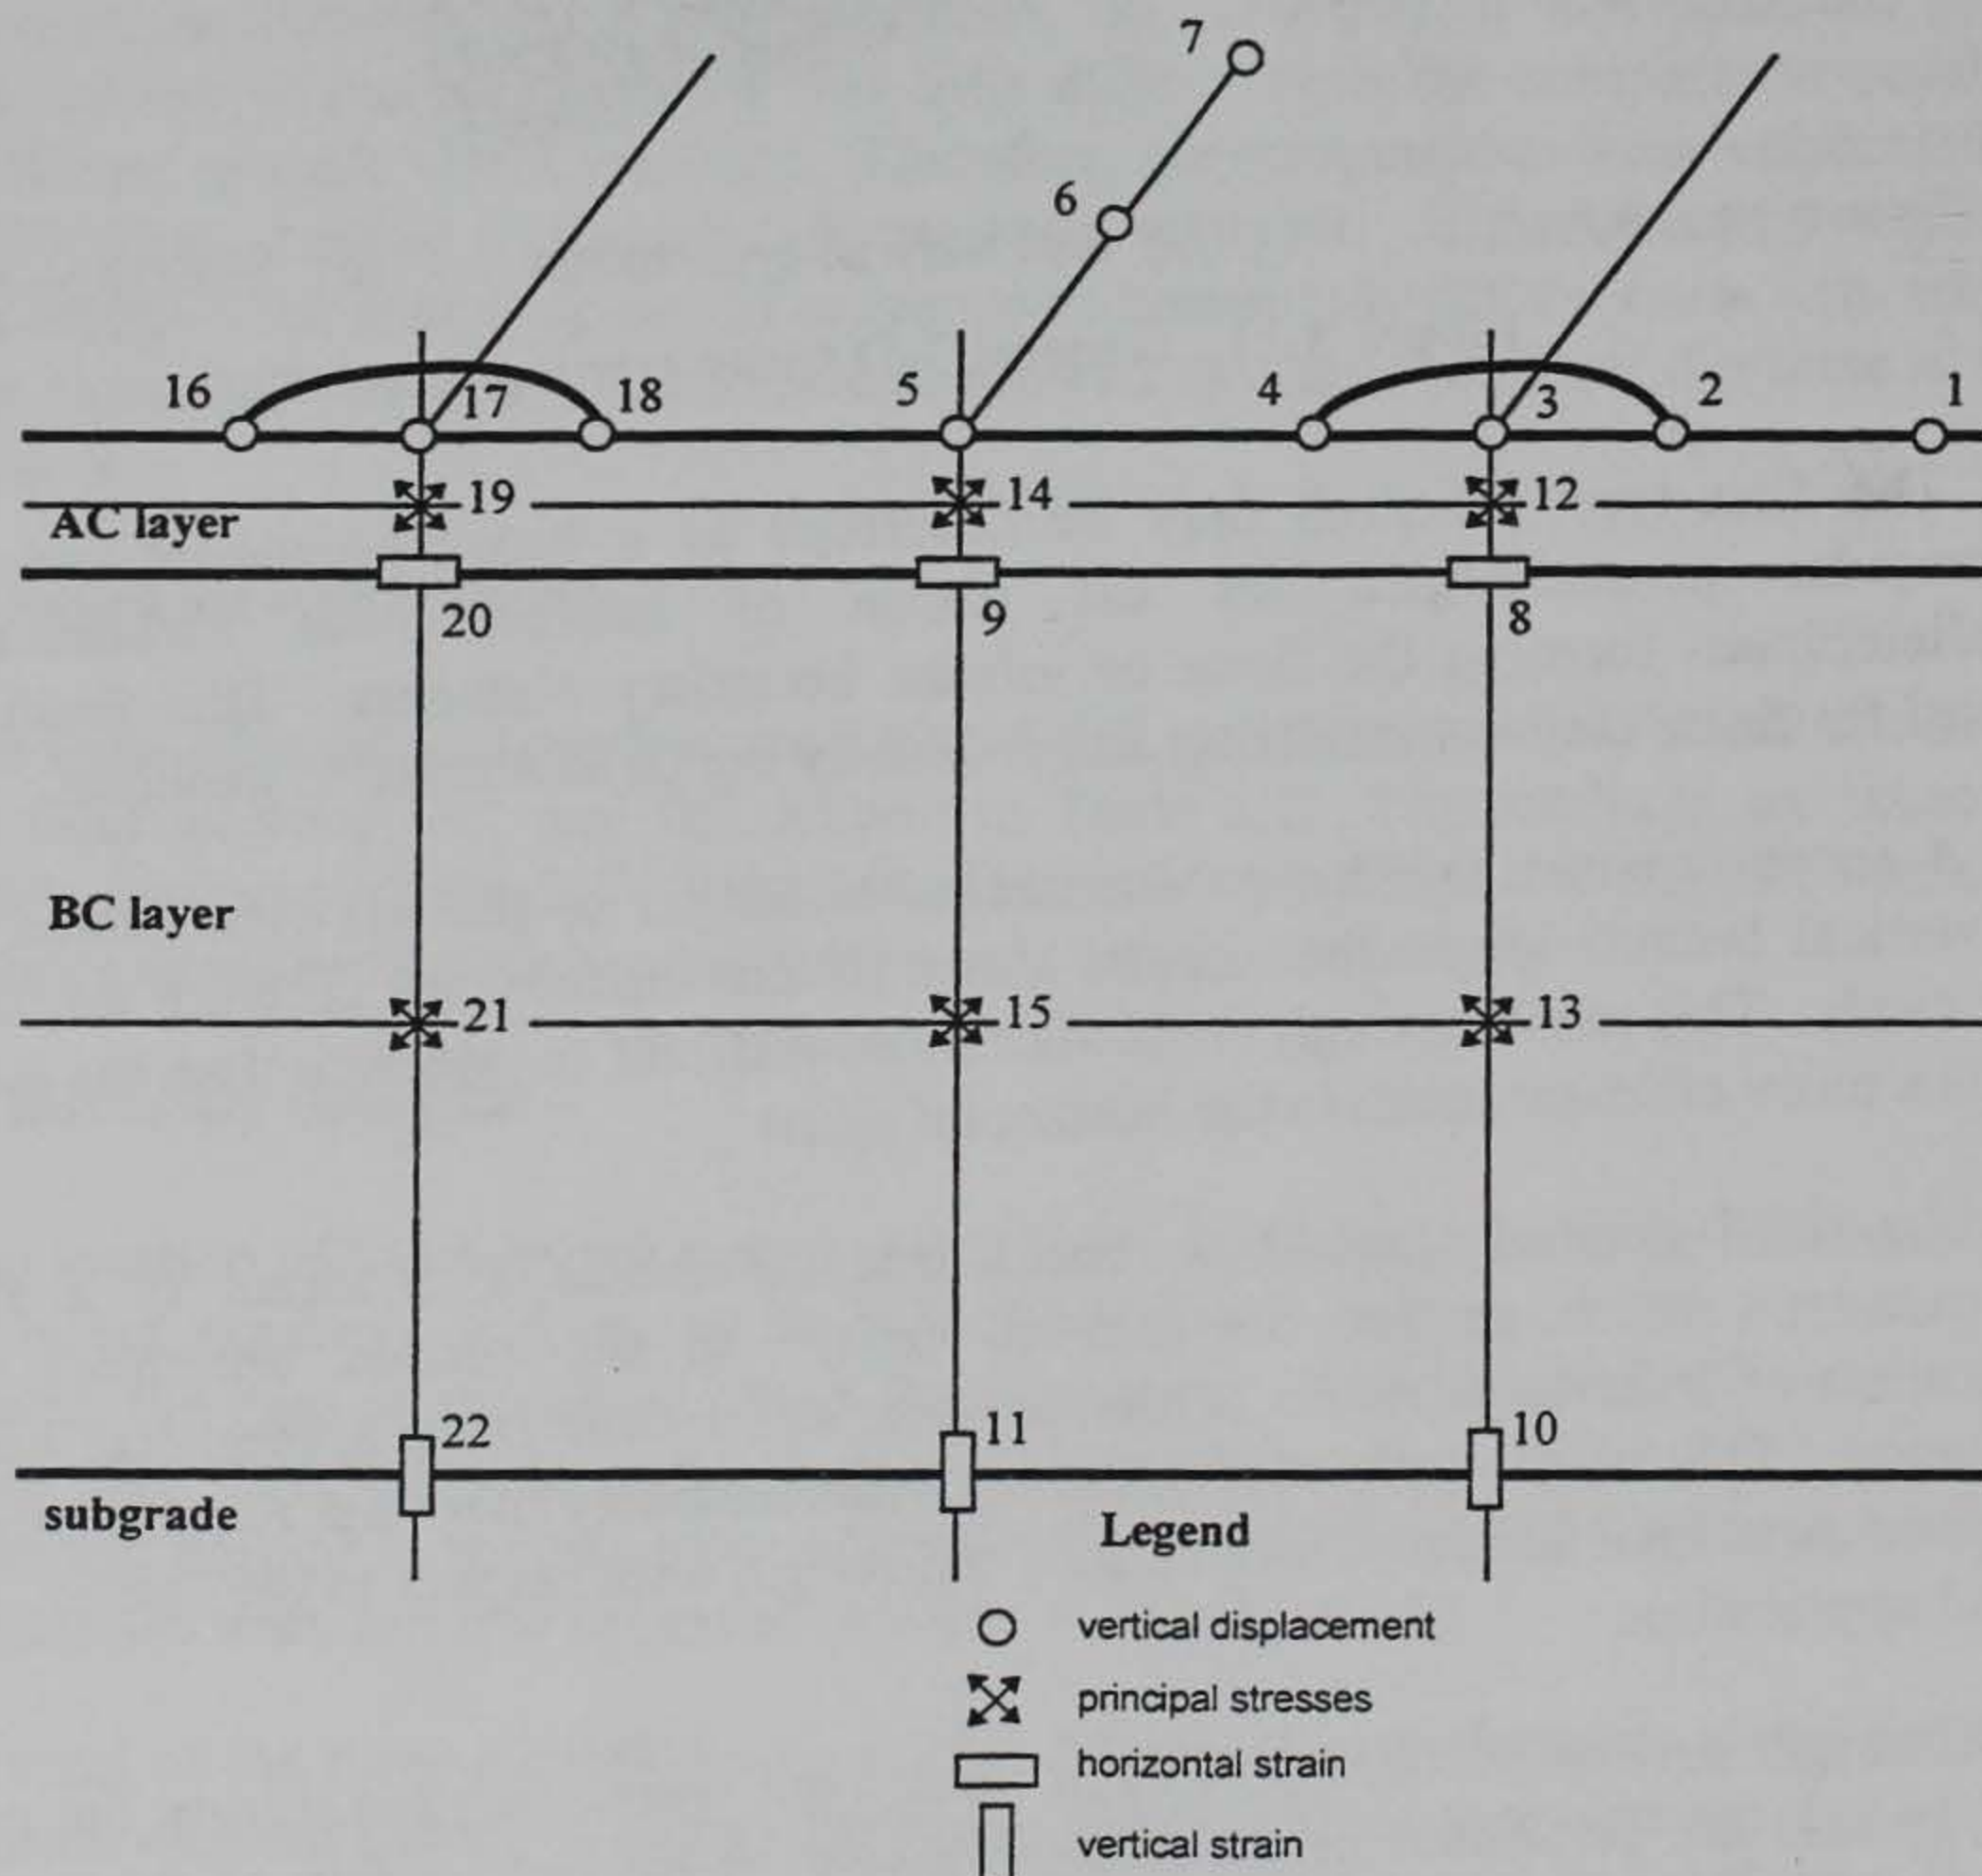 7
6
16 17 18 5 4 3 2 1
19 14 12
AC layer
20 9 8
BC layer
21 15 13
22 11 10
subgrade
Legend
vertical displacement
principal stresses
horizontal strain
vertical strain